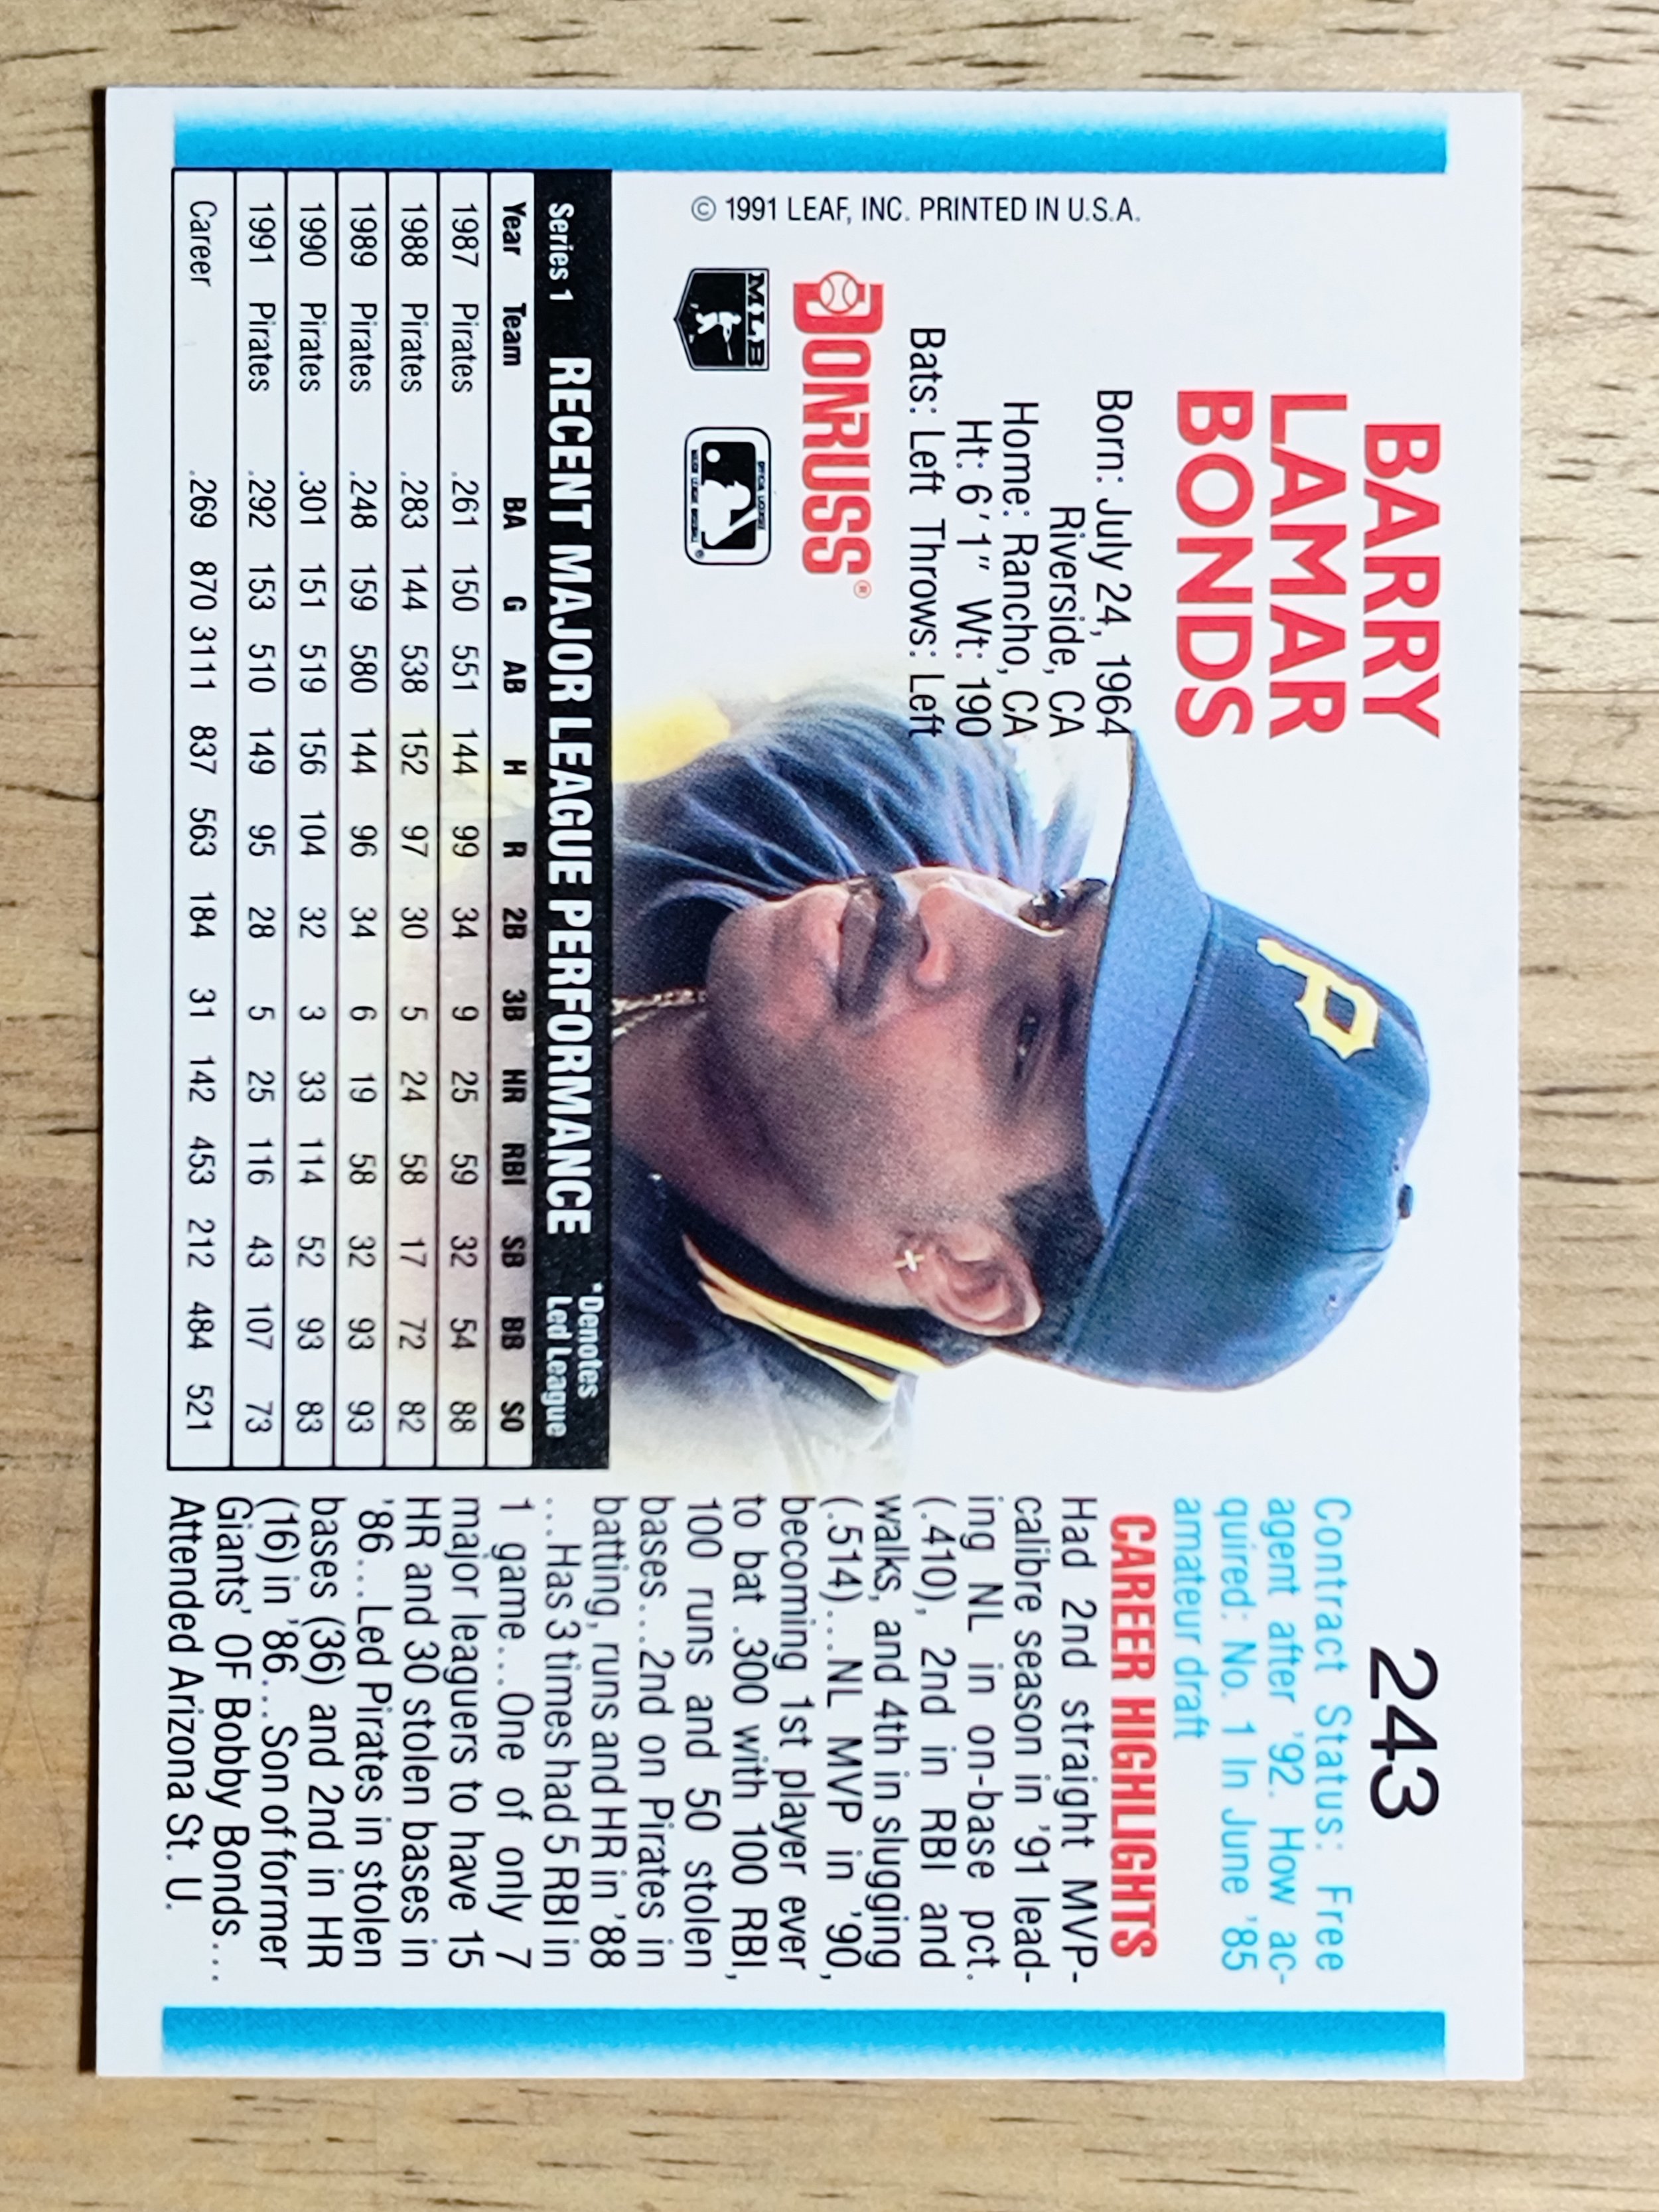 BARRY
LAMAR
BONDS
Born: July 24, 1964
Riverside, CA
Home: Rancho, CA
Ht: 6' 1" Wt: 190
Bats: Left Throws: Left
DONRUSS®
MLB
© 1991 LEAF, INC. PRINTED IN U.S.A.
P
243
Contract Status: Free
agent after '92. How ac-
quired: No. 1 In June '85
amateur draft
CAREER HIGHLIGHTS
Had 2nd straight MVP-
calibre season in '91 lead-
ing NL in on-base pct.
(.410), 2nd in RBI and
walks, and 4th in slugging
(.514)...NL MVP in '90,
becoming 1st player ever
to bat .300 with 100 RBI,
100 runs and 50 stolen
bases...2nd on Pirates in
batting, runs and HR in '88
...Has 3 times had 5 RBI in
1 game...One of only 7
major leaguers to have 15
HR and 30 stolen bases in
'86...Led Pirates in stolen
bases (36) and 2nd in HR
(16) in '86...Son of former
Giants' OF Bobby Bonds...
Attended Arizona St. U.
Series 1 RECENT MAJOR LEAGUE PERFORMANCE *Denotes
Led League
Year Team BA G AB H R 2B 3B HR RBI SB BB SO
1987 Pirates .261 150 551 144 99 34 9 25 59 32 54 88
1988 Pirates .283 144 538 152 97 30 5 24 58 17 72 82
1989 Pirates .248 159 580 144 96 34 6 19 58 32 93 93
1990 Pirates .301 151 519 156 104 32 3 33 114 52 93 83
1991 Pirates .292 153 510 149 95 28 5 25 116 43 107 73
Career .269 870 3111 837 563 184 31 142 453 212 484 521